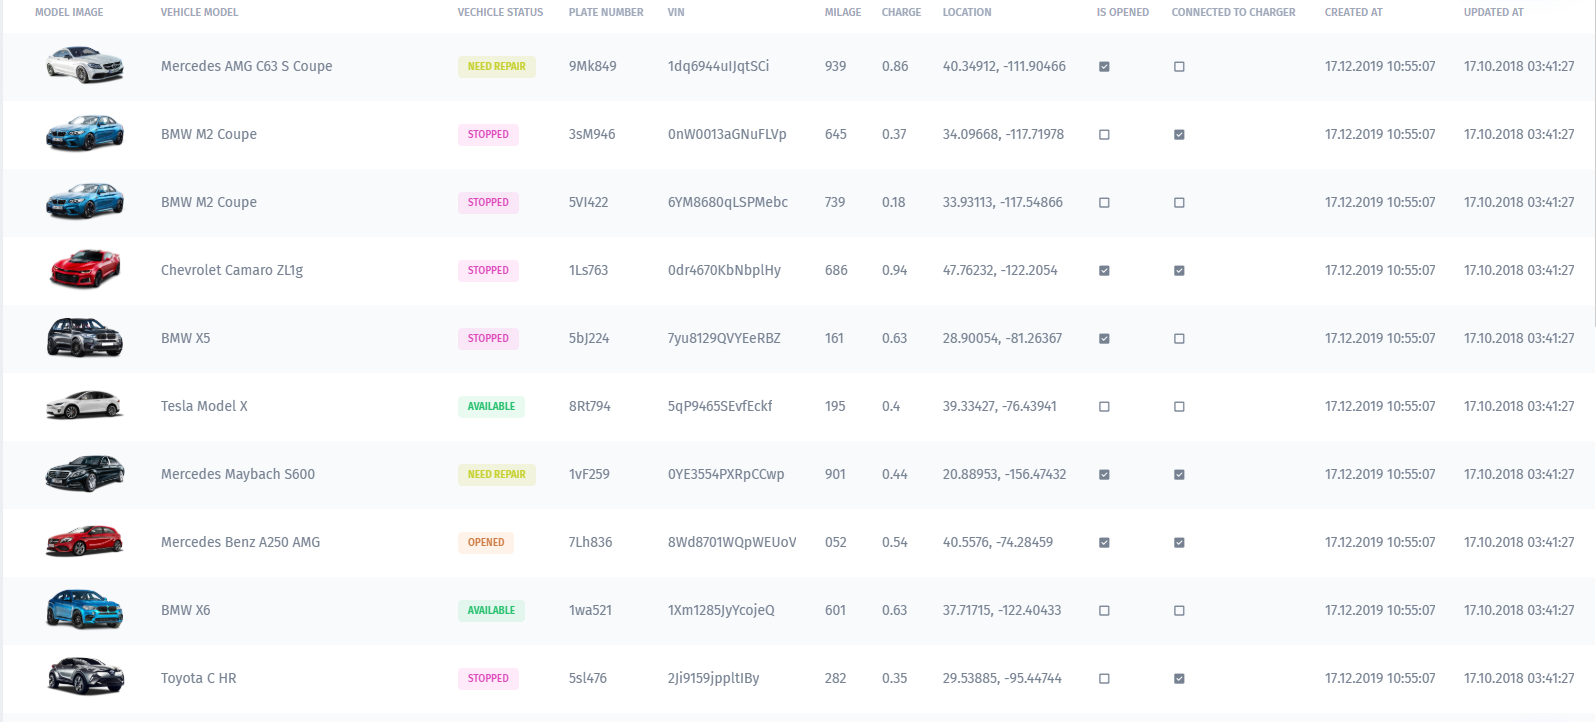 MODEL IMAGE VEHICLE MODEL VECHICLE STATUS PLATE NUMBER VIN MILAGE CHARGE LOCATION IS OPENED CONNECTED TO CHARGER CREATED AT UPDATED AT
Mercedes AMG C63 S Coupe NEED REPAIR 9Mk849 1dq6944uIJqtSCi 939 0.86 40.34912, -111.90466 17.12.2019 10:55:07 17.10.2018 03:41:27
BMW M2 Coupe STOPPED 3sM946 0nW0013aGNuFLVp 645 0.37 34.09668, -117.71978 17.12.2019 10:55:07 17.10.2018 03:41:27
BMW M2 Coupe STOPPED 5VI422 6YM8680qLSPMebc 739 0.18 33.93113, -117.54866 17.12.2019 10:55:07 17.10.2018 03:41:27
Chevrolet Camaro ZL1g STOPPED 1Ls763 0dr4670KbNbplHy 686 0.94 47.76232, -122.2054 17.12.2019 10:55:07 17.10.2018 03:41:27
BMW X5 STOPPED 5bJ224 7yu8129QVYEeRBZ 161 0.63 28.90054, -81.26367 17.12.2019 10:55:07 17.10.2018 03:41:27
Tesla Model X AVAILABLE 8Rt794 5qP9465SEvfEckf 195 0.4 39.33427, -76.43941 17.12.2019 10:55:07 17.10.2018 03:41:27
Mercedes Maybach S600 NEED REPAIR 1vF259 0YE3554PXRpCCwp 901 0.44 20.88953, -156.47432 17.12.2019 10:55:07 17.10.2018 03:41:27
Mercedes Benz A250 AMG OPENED 7Lh836 8Wd8701WQpWEUoV 052 0.54 40.5576, -74.28459 17.12.2019 10:55:07 17.10.2018 03:41:27
BMW X6 AVAILABLE 1wa521 1Xm1285JyYcojeQ 601 0.63 37.71715, -122.40433 17.12.2019 10:55:07 17.10.2018 03:41:27
Toyota C HR STOPPED 5sl476 2Ji9159jppltIBy 282 0.35 29.53885, -95.44744 17.12.2019 10:55:07 17.10.2018 03:41:27